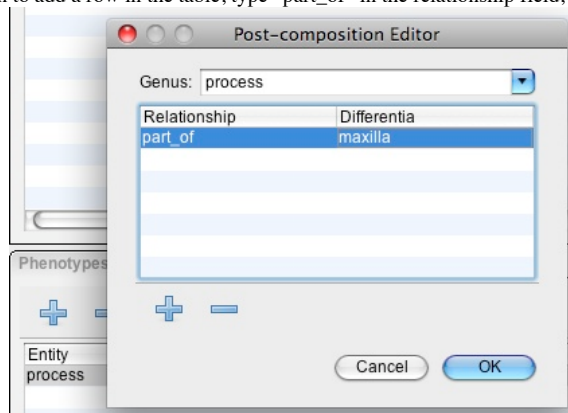 to add a row in the table, type "part_of" in the relationship field,
Post-composition Editor
Genus: process
Relationship Differentia
part_of maxilla
Phenotypes
Entity
process
Cancel OK